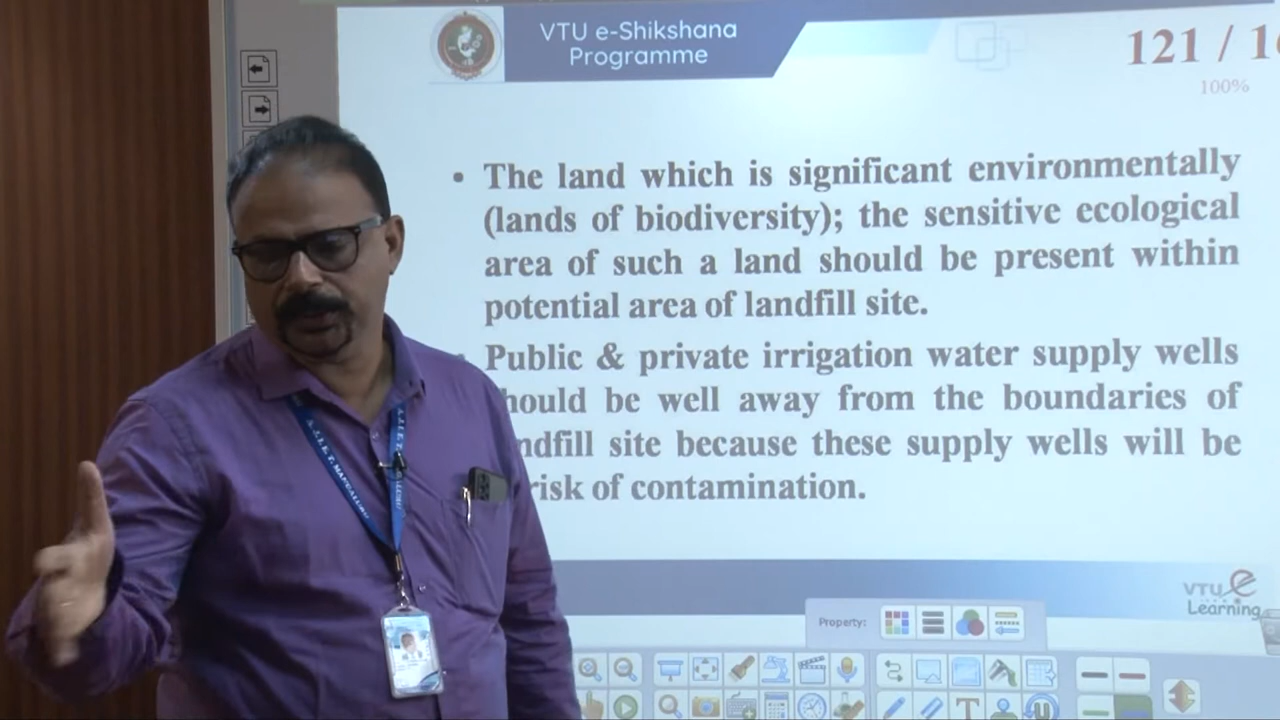 VTU e-Shikshana
Programme
121 / 1
100%
• The land which is significant environmentally
(lands of biodiversity); the sensitive ecological
area of such a land should be present within
potential area of landfill site.
Public & private irrigation water supply wells
hould be well away from the boundaries of
ndfill site because these supply wells will be
risk of contamination.
VTU e
Learning
Property:
A.J.I.E.T. MANGALURU